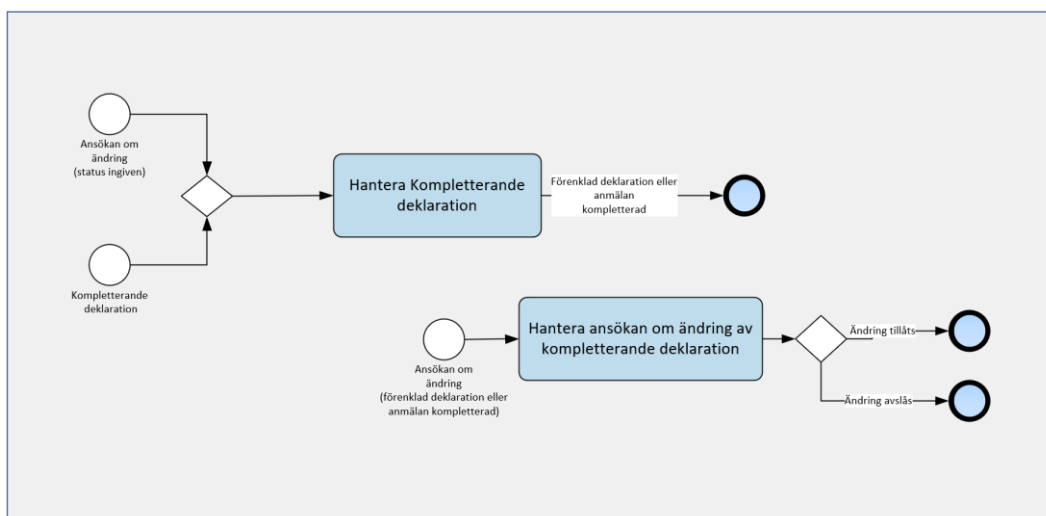 Ansökan om
ändring
(status ingiven)
Hantera Kompletterande
deklaration
Förenklad deklaration eller
anmälan
kompletterad
Kompletterande
deklaration
Hantera ansökan om ändring av
kompletterande deklaration
Ändring tillåts
Ansökan om
ändring
(förenklad deklaration eller
anmälan kompletterad)
Ändring avslås